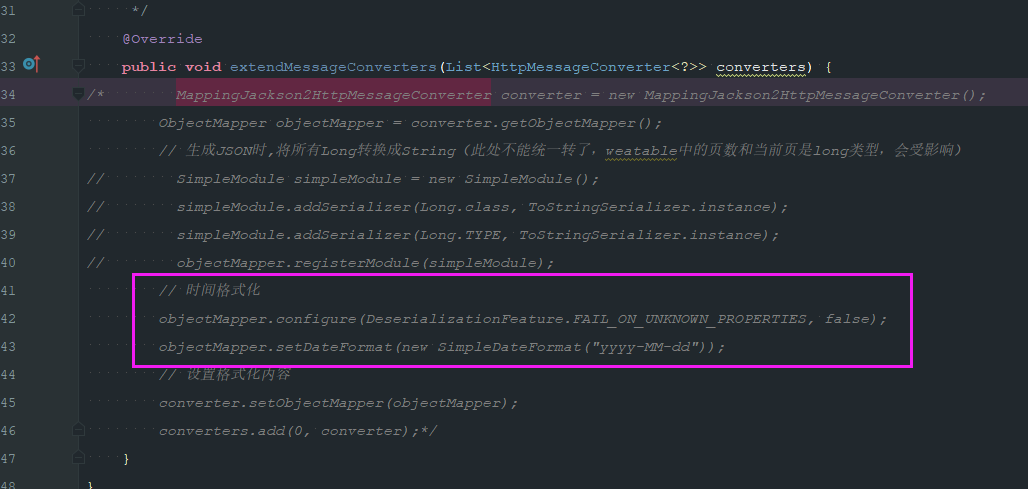 31 */
32 @Override
33 public void extendMessageConverters(List<HttpMessageConverter<?>> converters) {
34 /* MappingJackson2HttpMessageConverter converter = new MappingJackson2HttpMessageConverter();
35 ObjectMapper objectMapper = converter.getObjectMapper();
36 // 生成JSON时,将所有Long转换成String（此处不能统一转了，weatable中的页数和当前页是long类型，会受影响）
37 // SimpleModule simpleModule = new SimpleModule();
38 // simpleModule.addSerializer(Long.class, ToStringSerializer.instance);
39 // simpleModule.addSerializer(Long.TYPE, ToStringSerializer.instance);
40 // objectMapper.registerModule(simpleModule);
41 // 时间格式化
42 objectMapper.configure(DeserializationFeature.FAIL_ON_UNKNOWN_PROPERTIES, false);
43 objectMapper.setDateFormat(new SimpleDateFormat("yyyy-MM-dd"));
44 // 设置格式化内容
45 converter.setObjectMapper(objectMapper);
46 converters.add(0, converter);*/
47 }
48 }